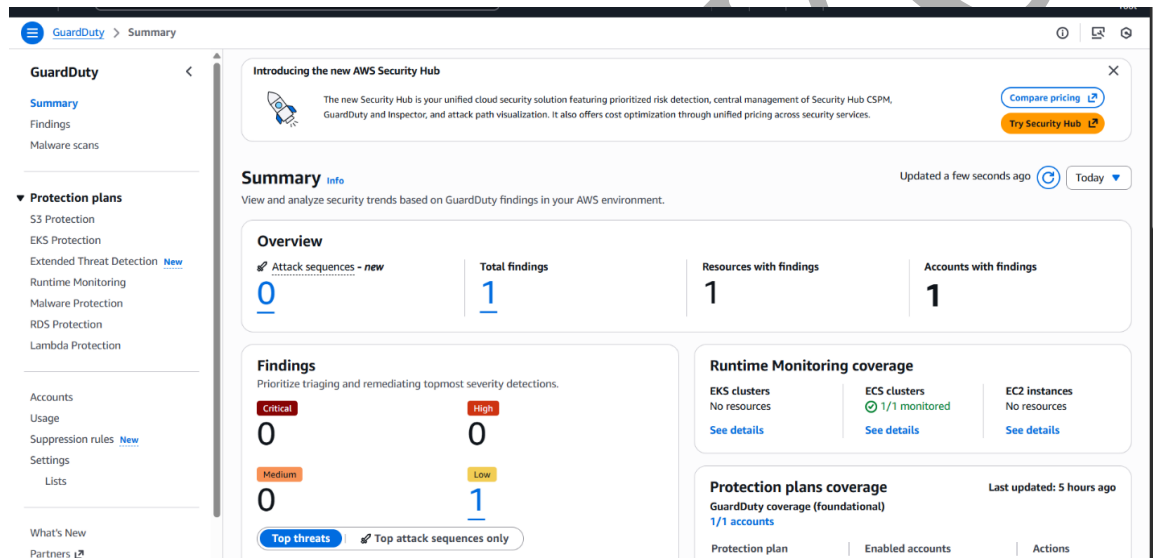 GuardDuty > Summary
GuardDuty
Summary
Findings
Malware scans
Protection plans
S3 Protection
EKS Protection
Extended Threat Detection New
Runtime Monitoring
Malware Protection
RDS Protection
Lambda Protection
Accounts
Usage
Suppression rules New
Settings
Lists
What's New
Partners
Introducing the new AWS Security Hub
The new Security Hub is your unified cloud security solution featuring prioritized risk detection, central management of Security Hub CSPM,
GuardDuty and Inspector, and attack path visualization. It also offers cost optimization through unified pricing across security services.
Compare pricing
Try Security Hub
Summary Info
Updated a few seconds ago
Today
View and analyze security trends based on GuardDuty findings in your AWS environment.
Overview
Attack sequences - new
0
Total findings
1
Resources with findings
1
Accounts with findings
1
Findings
Prioritize triaging and remediating topmost severity detections.
Critical
0
High
0
Medium
0
Low
1
Top threats
Top attack sequences only
Runtime Monitoring coverage
EKS clusters
No resources
See details
ECS clusters
1/1 monitored
See details
EC2 instances
No resources
See details
Protection plans coverage
Last updated: 5 hours ago
GuardDuty coverage (foundational)
1/1 accounts
Protection plan
Enabled accounts
Actions